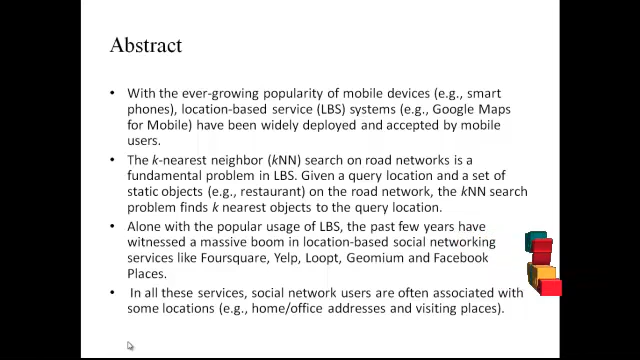 Abstract
• With the ever-growing popularity of mobile devices (e.g., smart
phones), location-based service (LBS) systems (e.g., Google Maps
for Mobile) have been widely deployed and accepted by mobile
users.
• The k-nearest neighbor (kNN) search on road networks is a
fundamental problem in LBS. Given a query location and a set of
static objects (e.g., restaurant) on the road network, the kNN search
problem finds k nearest objects to the query location.
• Alone with the popular usage of LBS, the past few years have
witnessed a massive boom in location-based social networking
services like Foursquare, Yelp, Loopt, Geomium and Facebook
Places.
• In all these services, social network users are often associated with
some locations (e.g., home/office addresses and visiting places).